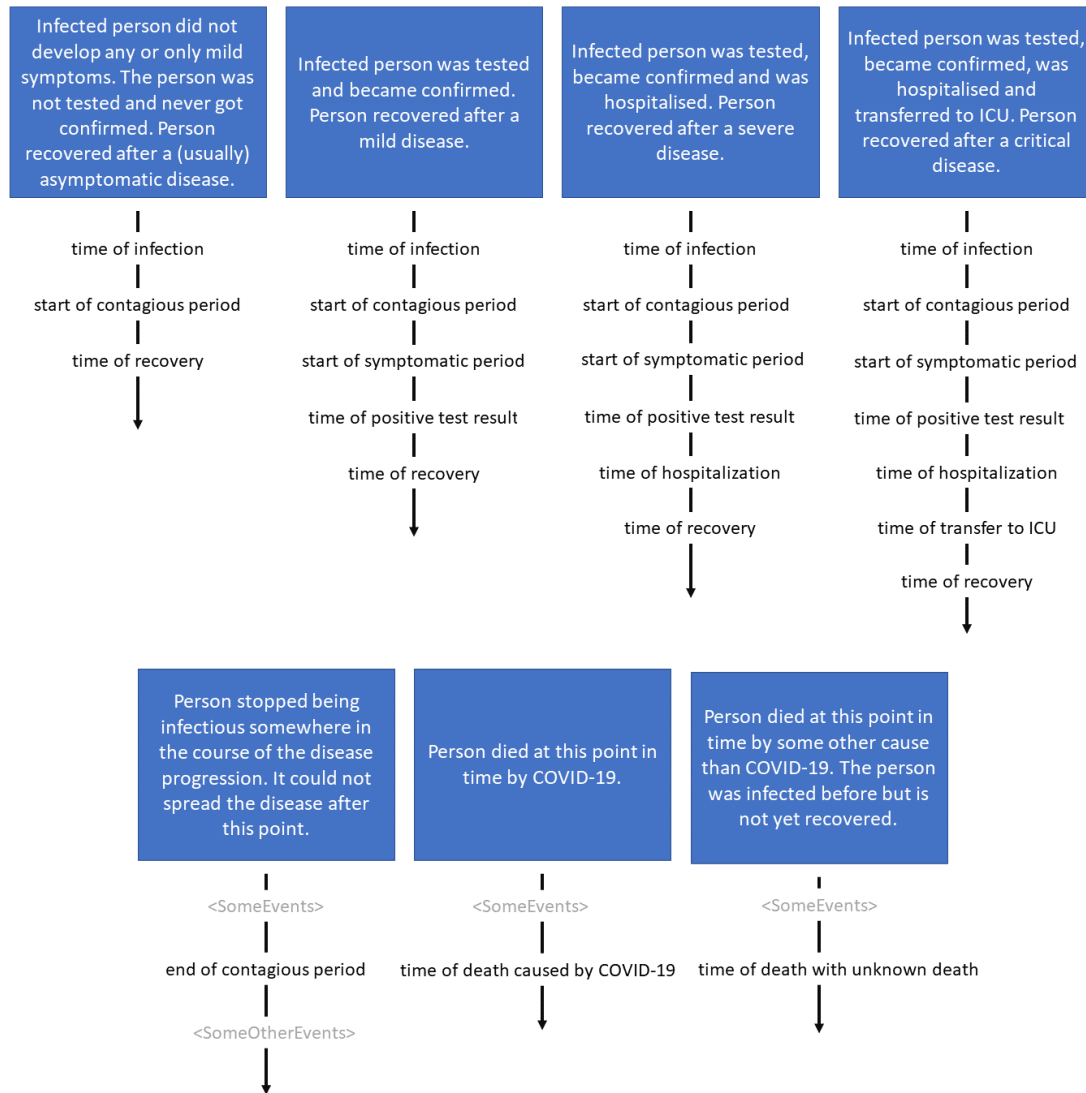 Infected person did not
develop any or only mild
symptoms. The person was
not tested and never got
confirmed. Person
recovered after a (usually)
asymptomatic disease.
Infected person was tested
and became confirmed.
Person recovered after a
mild disease.
Infected person was tested,
became confirmed and was
hospitalised. Person
recovered after a severe
disease.
Infected person was tested,
became confirmed, was
hospitalised and
transferred to ICU. Person
recovered after a critical
disease.
time of infection
start of contagious period
time of recovery
time of infection
start of contagious period
start of symptomatic period
time of positive test result
time of recovery
time of infection
start of contagious period
start of symptomatic period
time of positive test result
time of hospitalization
time of recovery
time of infection
start of contagious period
start of symptomatic period
time of positive test result
time of hospitalization
time of transfer to ICU
time of recovery
Person stopped being
infectious somewhere in
the course of the disease
progression. It could not
spread the disease after
this point.
<SomeEvents>
end of contagious period
<SomeOtherEvents>
Person died at this point in
time by COVID-19.
<SomeEvents>
time of death caused by COVID-19
Person died at this point in
time by some other cause
than COVID-19. The person
was infected before but is
not yet recovered.
<SomeEvents>
time of death with unknown death